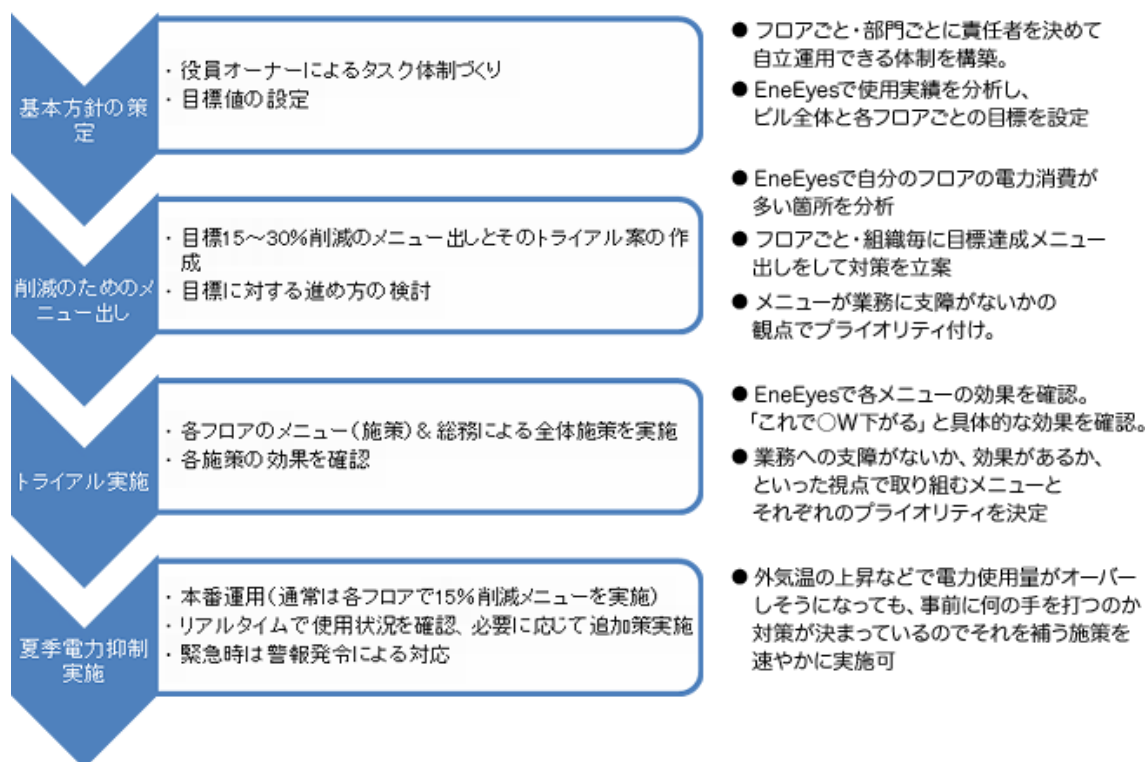 基本方針の策
定
・ 役員オーナーによるタスク体制づくり
・ 目標値の設定
● フロアごと・部門ごとに責任者を決めて
自立運用できる体制を構築。
● EneEyesで使用実績を分析し、
ビル全体と各フロアごとの目標を設定
削減のためのメ
ニュー出し
・ 目標15～30％削減のメニュー出しとそのトライアル案の作
成
・ 目標に対する進め方の検討
● EneEyesで自分のフロアの電力消費が
多い箇所を分析
● フロアごと・組織毎に目標達成メニュー
出しをして対策を立案
● メニューが業務に支障がないかの
観点でプライオリティ付け。
トライアル実施
・ 各フロアのメニュー（施策）＆総務による全体施策を実施
・ 各施策の効果を確認
● EneEyesで各メニューの効果を確認。
「これで○W下がる」と具体的な効果を確認。
● 業務への支障がないか、効果があるか、
といった視点で取り組むメニューと
それぞれのプライオリティを決定
夏季電力抑制
実施
・ 本番運用（通常は各フロアで15％削減メニューを実施）
・ リアルタイムで使用状況を確認、必要に応じて追加策実施
・ 緊急時は警報発令による対応
● 外気温の上昇などで電力使用量がオーバー
しそうになっても、事前に何の手を打つのか
対策が決まっているのでそれを補う施策を
速やかに実施可